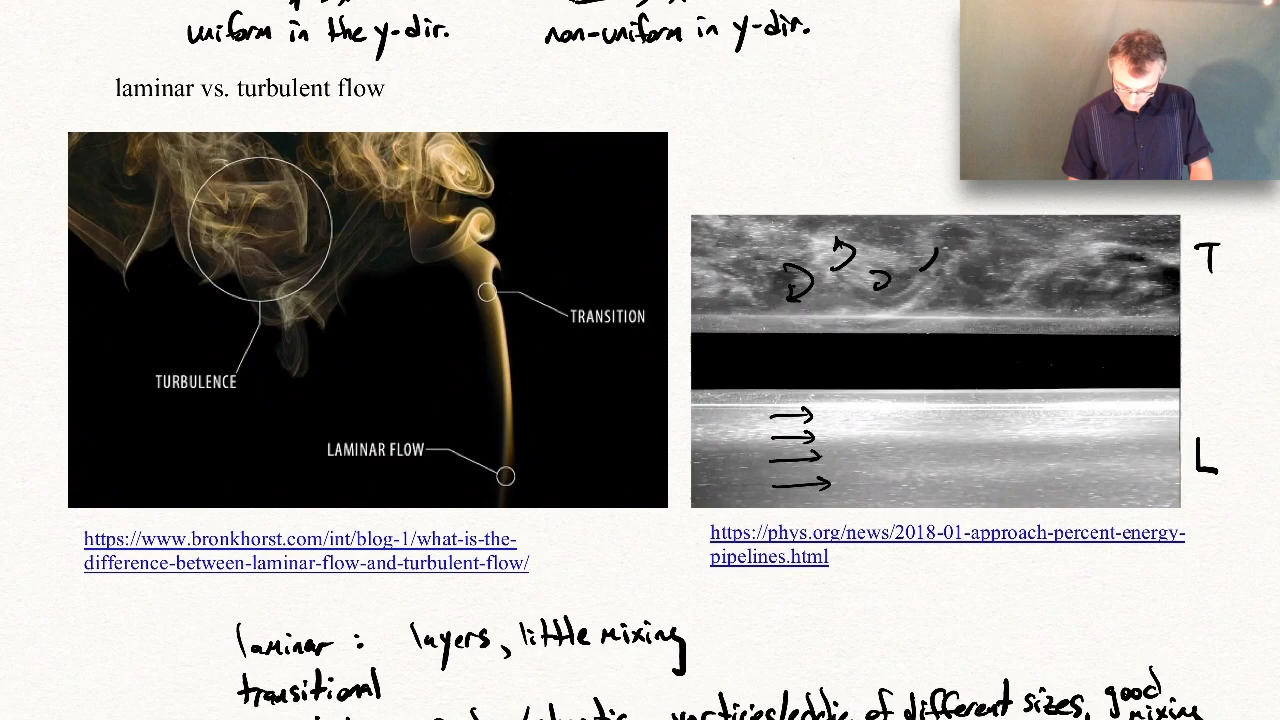 uniform in the y-dir.
non-uniform in y-dir.
laminar vs. turbulent flow
TURBULENCE
TRANSITION
LAMINAR FLOW
T
L
https://www.bronkhorst.com/int/blog-1/what-is-the-
difference-between-laminar-flow-and-turbulent-flow/
https://phys.org/news/2018-01-approach-percent-energy-
pipelines.html
laminar : layers, little mixing
transitional
of different sizes, good
mixing